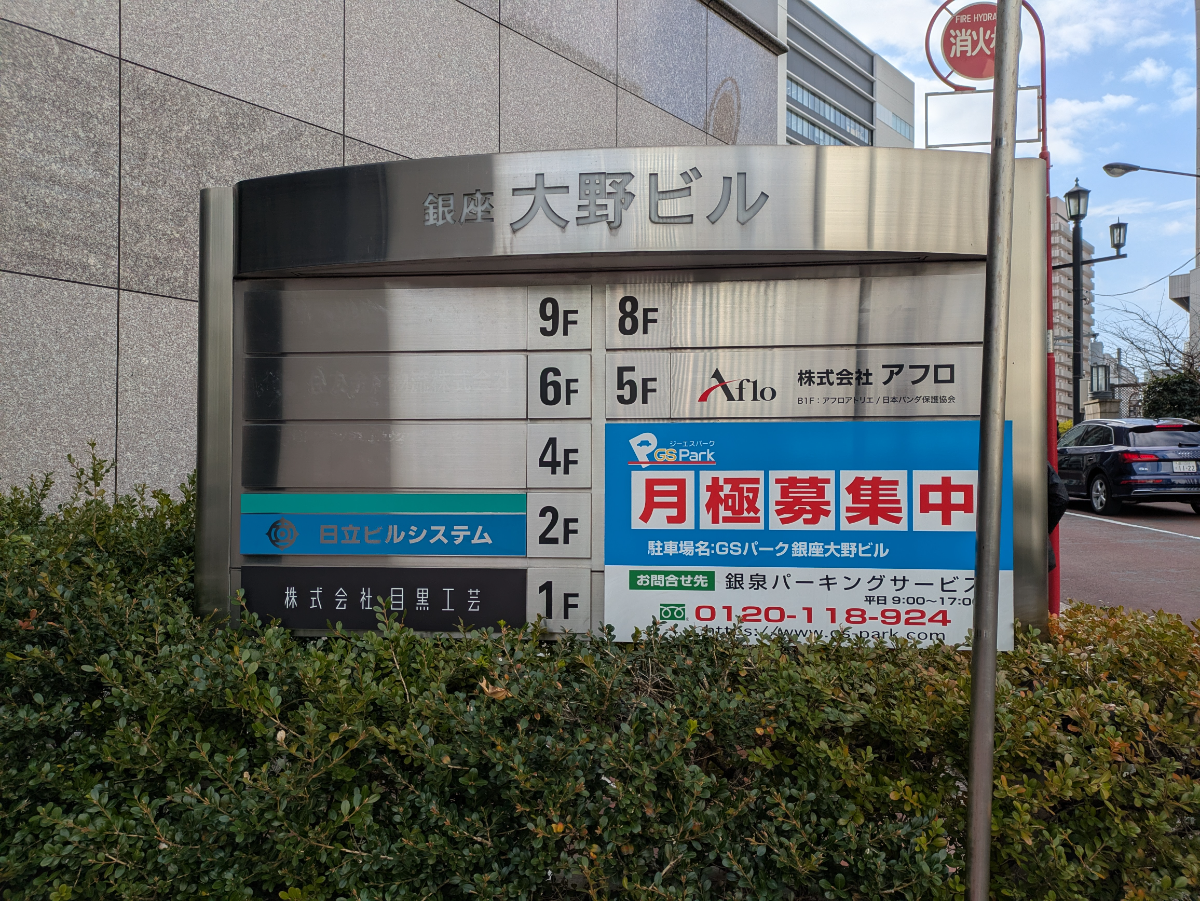 FIRE HYDRA
消火
銀座 大野ビル
9F
8F
6F
5F
Aflo 株式会社 アフロ
B1F：アフロアトリエ / 日本パンダ保護協会
4F
日立ビルシステム
2F
株式会社 目黒工芸
1F
ジーエスパーク
GS Park
月極募集中
駐車場名：GSパーク銀座大野ビル
お問合せ先 銀泉パーキングサービス
平日 9:00〜17:00
0120-118-924
https://www.gs-park.com